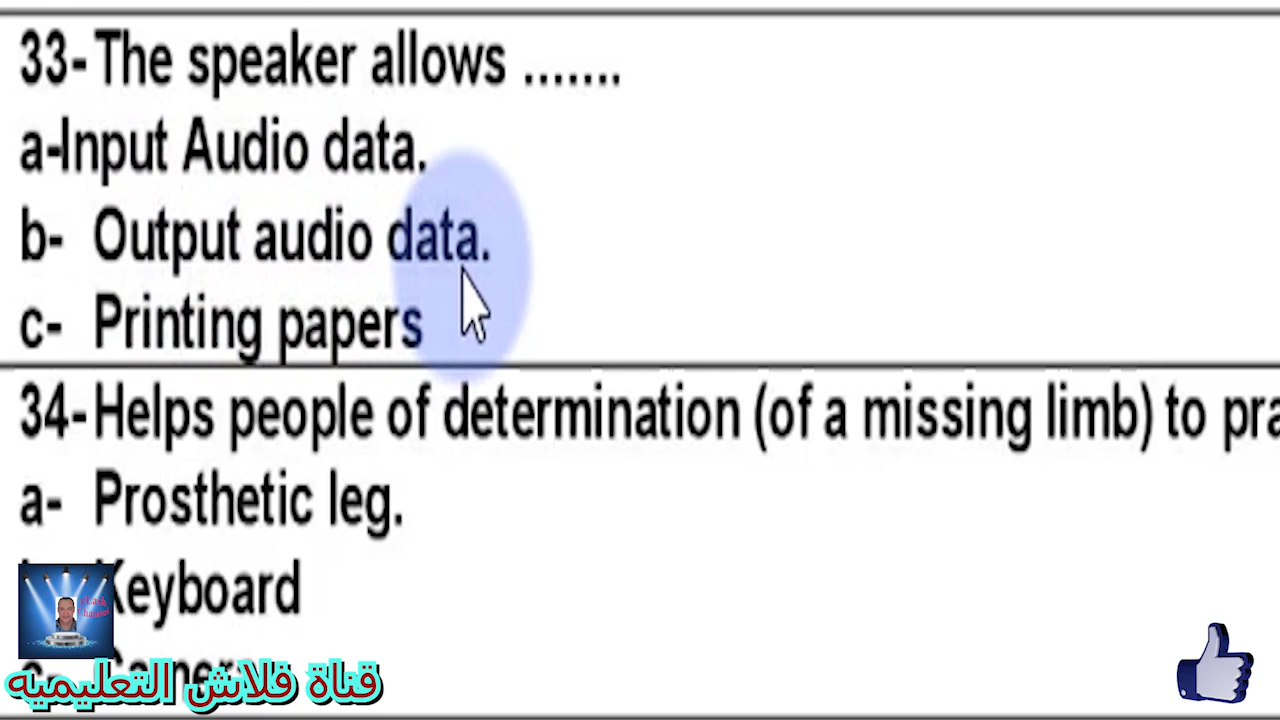 33- The speaker allows .......
a-Input Audio data.
b- Output audio data.
c- Printing papers
34- Helps people of determination (of a missing limb) to pra
a- Prosthetic leg.
Keyboard
قناة فلاش التعليميه